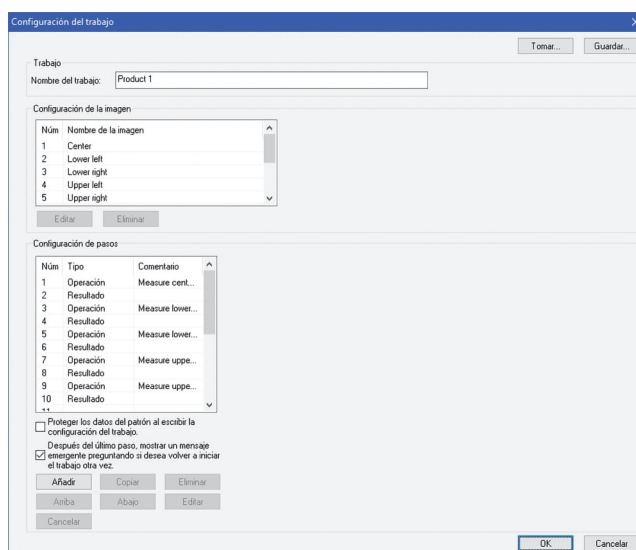 Configuración del trabajo
Tomar... Guardar...
Trabajo
Nombre del trabajo: Product 1
Configuración de la imagen
Núm Nombre de la imagen
1 Center
2 Lower left
3 Lower right
4 Upper left
5 Upper right
Editar Eliminar
Configuración de pasos
Núm Tipo Comentario
1 Operación Measure cent...
2 Resultado
3 Operación Measure lower...
4 Resultado
5 Operación Measure lower...
6 Resultado
7 Operación Measure uppe...
8 Resultado
9 Operación Measure uppe...
10 Resultado
11
Proteger los datos del patrón al escribir la
configuración del trabajo.
Después del último paso, mostrar un mensaje
emergente preguntando si desea volver a iniciar
el trabajo otra vez.
Añadir Copiar Eliminar
Arriba Abajo Editar
Cancelar
OK Cancelar